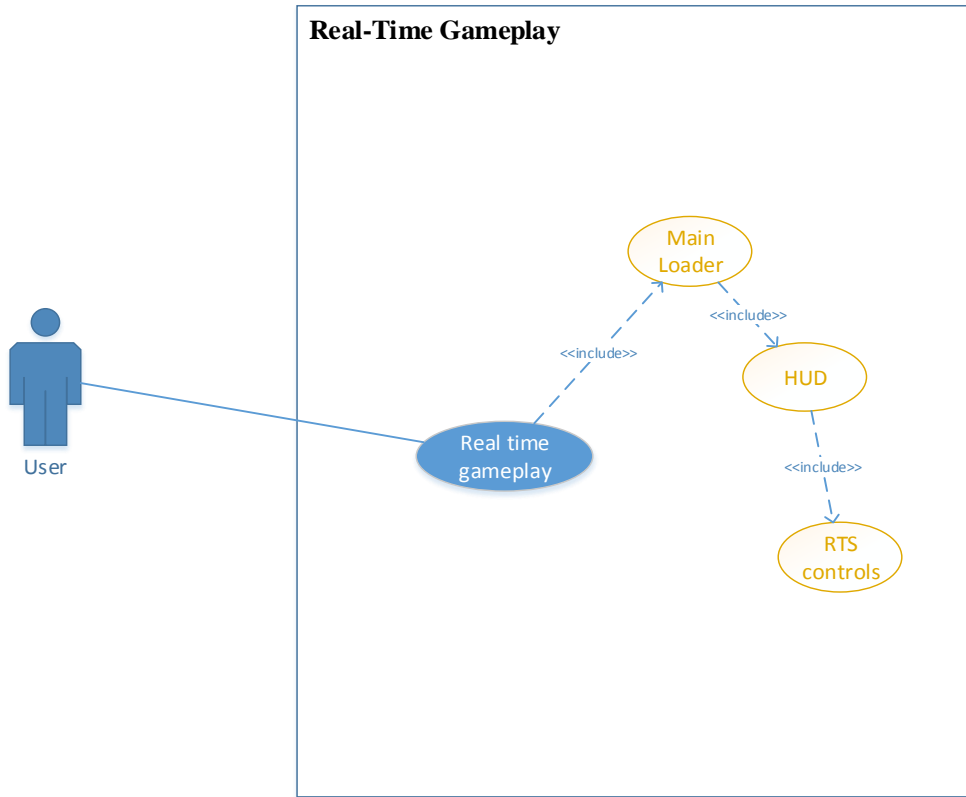 Real-Time Gameplay
Main
Loader
<<include>>
<<include>>
HUD
Real time
gameplay
User
<<include>>
RTS
controls